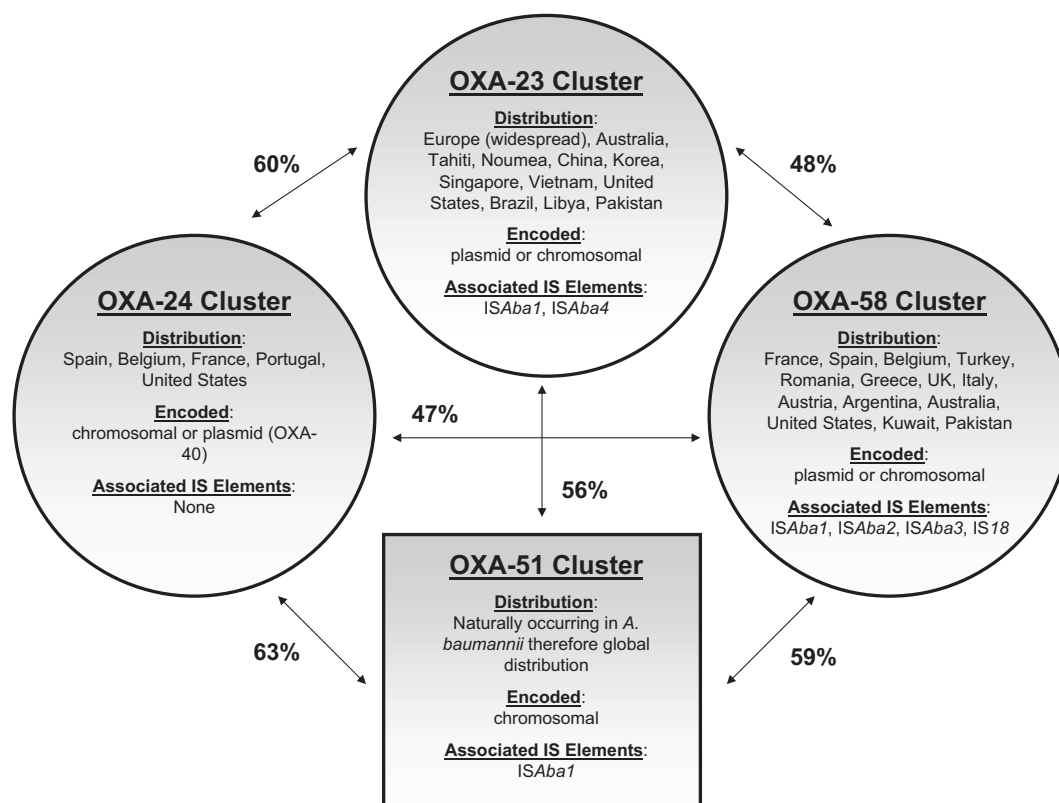 OXA-23 Cluster
Distribution:
Europe (widespread), Australia,
Tahiti, Noumea, China, Korea,
Singapore, Vietnam, United
States, Brazil, Libya, Pakistan
Encoded:
plasmid or chromosomal
Associated IS Elements:
ISAba1, ISAba4
60%
48%
OXA-24 Cluster
Distribution:
Spain, Belgium, France, Portugal,
United States
Encoded:
chromosomal or plasmid (OXA-
40)
Associated IS Elements:
None
OXA-58 Cluster
Distribution:
France, Spain, Belgium, Turkey,
Romania, Greece, UK, Italy,
Austria, Argentina, Australia,
United States, Kuwait, Pakistan
Encoded:
plasmid or chromosomal
Associated IS Elements:
ISAba1, ISAba2, ISAba3, IS18
47%
56%
OXA-51 Cluster
Distribution:
Naturally occurring in A.
baumannii therefore global
distribution
Encoded:
chromosomal
Associated IS Elements:
ISAba1
63%
59%